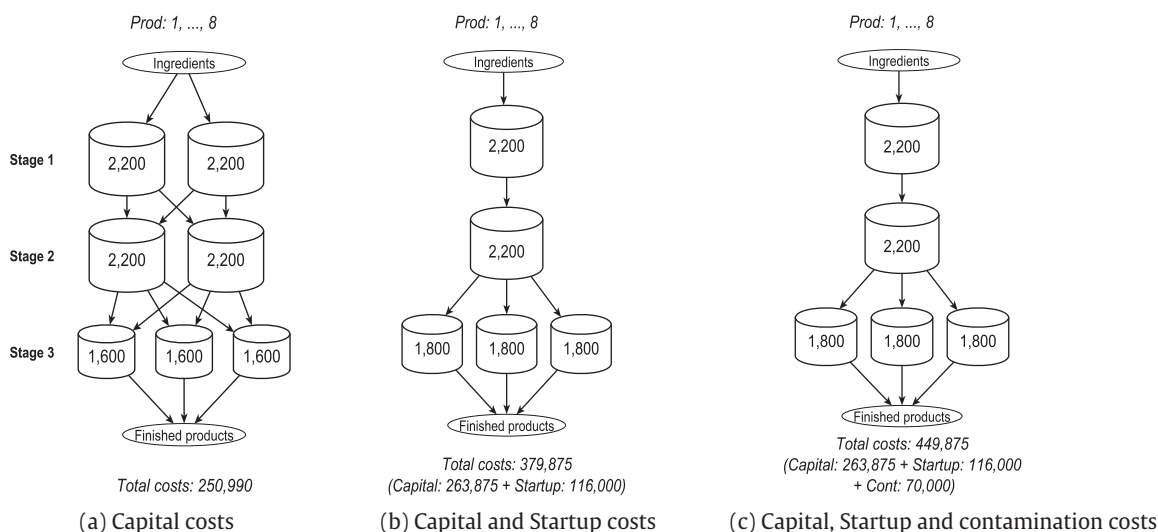 Prod: 1, ..., 8
Ingredients
Stage 1
2,200 2,200
Stage 2
2,200 2,200
Stage 3
1,600 1,600 1,600
Finished products
Total costs: 250,990
(a) Capital costs
Prod: 1, ..., 8
Ingredients
2,200
2,200
1,800 1,800 1,800
Finished products
Total costs: 379,875
(Capital: 263,875 + Startup: 116,000)
(b) Capital and Startup costs
Prod: 1, ..., 8
Ingredients
2,200
2,200
1,800 1,800 1,800
Finished products
Total costs: 449,875
(Capital: 263,875 + Startup: 116,000
+ Cont: 70,000)
(c) Capital, Startup and contamination costs